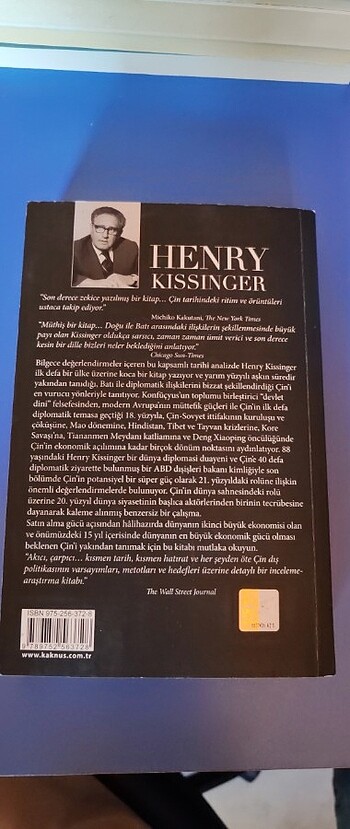 HENRY
KISSINGER
"Son derece zekice yazılmış bir kitap... Çin tarihindeki ritim ve örüntüleri
ustaca takip ediyor."
Michiko Kakutani, The New York Times
"Müthiş bir kitap... Doğu ile Batı arasındaki ilişkilerin şekillenmesinde büyük
payı olan Kissinger oldukça sarsıcı, zaman zaman ümit verici ve son derece
kesin bir dille bizleri neler beklediğini anlatıyor."
Chicago Sun-Times
Bilgece değerlendirmeler içeren bu kapsamlı tarihi analizde Henry Kissinger
ilk defa bir ülke üzerine koca bir kitap yazıyor ve yarım yüzyılı aşkın süredir
yakından tanıdığı, Batı ile diplomatik ilişkilerini bizzat şekillendirdiği Çin'i
en vurucu yönleriyle tanıtıyor. Konfüçyus'un toplumu birleştirici "devlet
dini" felsefesinden, modern Avrupa'nın müttefik güçleri ile Çin'in ilk defa
diplomatik temasa geçtiği 18. yüzyıla, Çin-Sovyet ittifakının kuruluşu ve
çöküşüne, Mao dönemine, Hindistan, Tibet ve Tayvan krizlerine, Kore
Savaşı'na, Tiananmen Meydanı katliamına ve Deng Xiaoping öncülüğünde
Çin'in ekonomik açılımına kadar birçok dönüm noktasını aydınlatıyor. 88
yaşındaki Henry Kissinger bir dünya diplomasi duayeni ve Çin'e 40 defa
diplomatik ziyarette bulunmuş bir ABD dışişleri bakanı kimliğiyle son
bölümde Çin'in potansiyel bir süper güç olarak 21. yüzyıldaki rolüne ilişkin
önemli değerlendirmelerde bulunuyor. Çin'in dünya sahnesindeki rolü
üzerine 20. yüzyıl dünya siyasetinin başlıca aktörlerinden birinin tecrübesine
dayanarak kaleme alınmış benzersiz bir çalışma.
Satın alma gücü açısından hâlihazırda dünyanın ikinci büyük ekonomisi olan
ve önümüzdeki 15 yıl içerisinde dünyanın en büyük ekonomik gücü olması
beklenen Çin'i yakından tanımak için bu kitabı mutlaka okuyun.
"Akıcı, çarpıcı... kısmen tarih, kısmen hatırat ve her şeyden öte Çin dış
politikasının varsayımları, metotları ve hedefleri üzerine detaylı bir inceleme-
araştırma kitabı."
The Wall Street Journal
ISBN 975-256-372-6
9789752563728
www.kaknus.com.tr